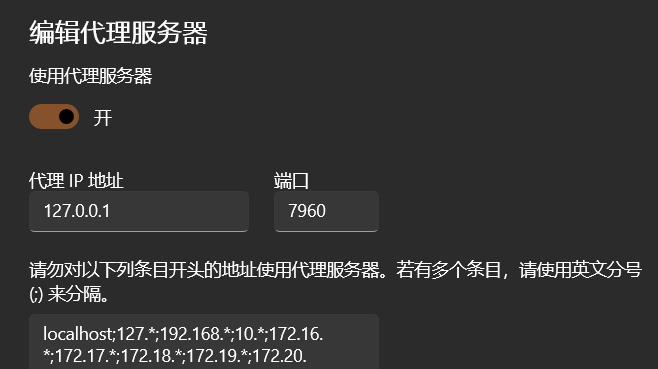 编辑代理服务器
使用代理服务器
开
代理 IP 地址
端口
127.0.0.1
7960
请勿对以下列条目开头的地址使用代理服务器。若有多个条目，请使用英文分号
(;) 来分隔。
localhost;127.*;192.168.*;10.*;172.16.
*;172.17.*;172.18.*;172.19.*;172.20.